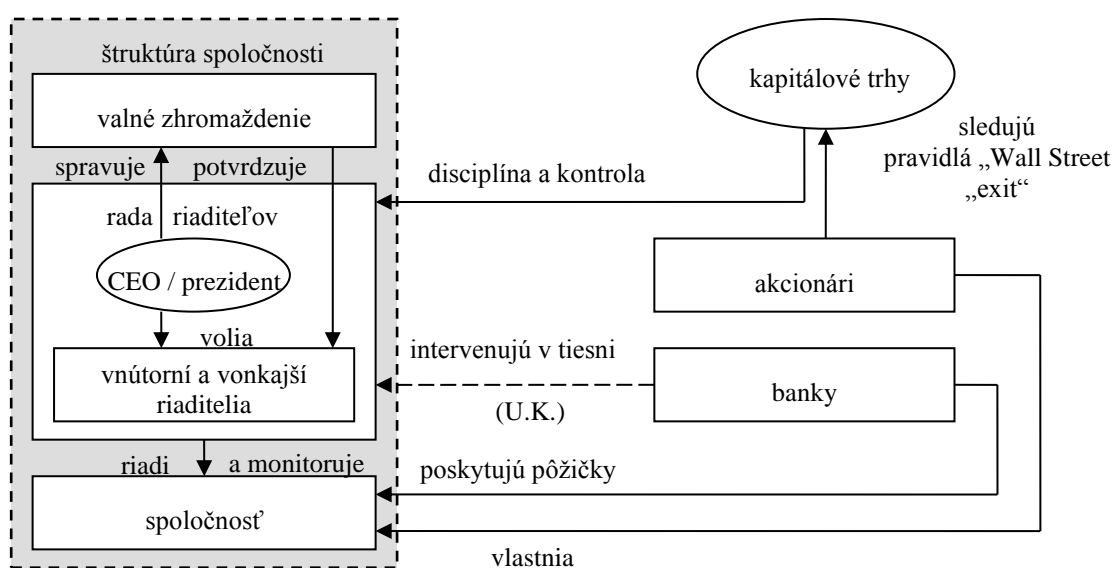 štruktúra spoločnosti
valné zhromaždenie
spravuje potvrdzuje
rada riaditeľov
CEO / prezident
volia
vnútorní a vonkajší
riaditelia
riadi a monitoruje
spoločnosť
kapitálové trhy
sledujú
pravidlá „Wall Street
„exit“
disciplína a kontrola
akcionári
intervenujú v tiesni
(U.K.)
banky
poskytujú pôžičky
vlastnia